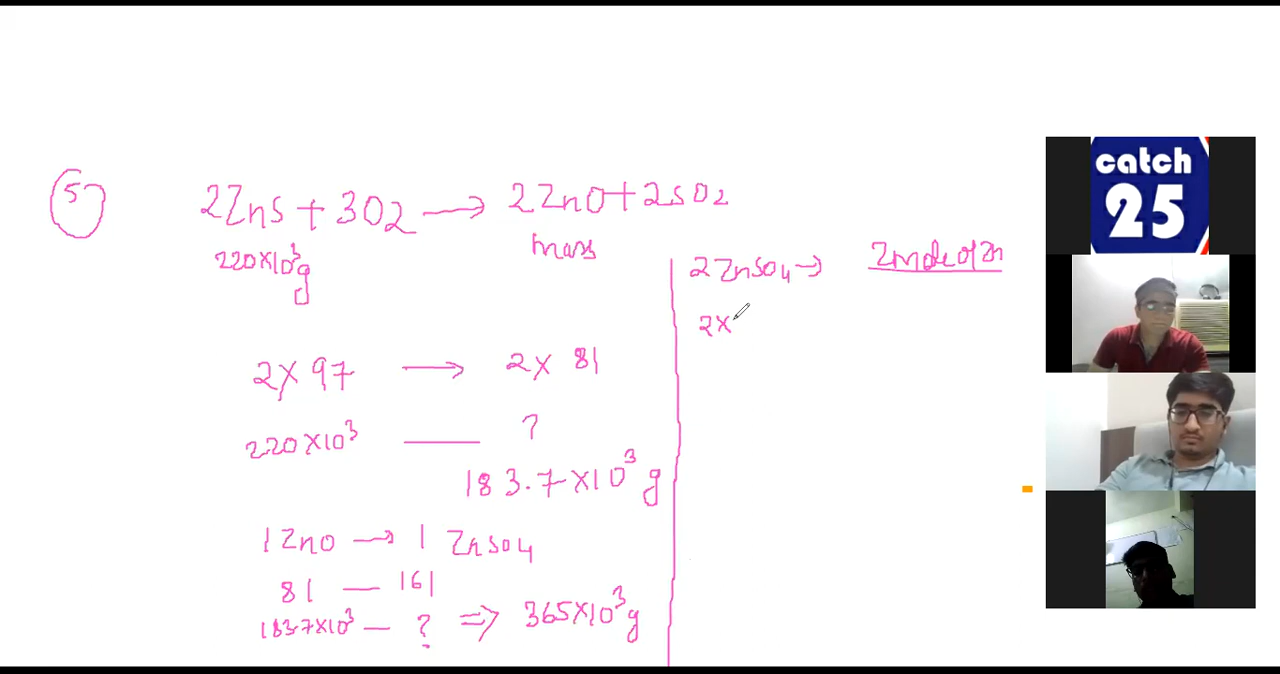 5
2ZnS + 3O2 → 2ZnO + 2SO2
220×10³g
mass
2×97 → 2×81
220×10³ — ?
183.7×10³g
1ZnO → 1 ZnSO4
81 — 161
183.7×10³ — ? ⇒ 365×10³g
2ZnSO4 → 2mole of Zn
2×
catch
25